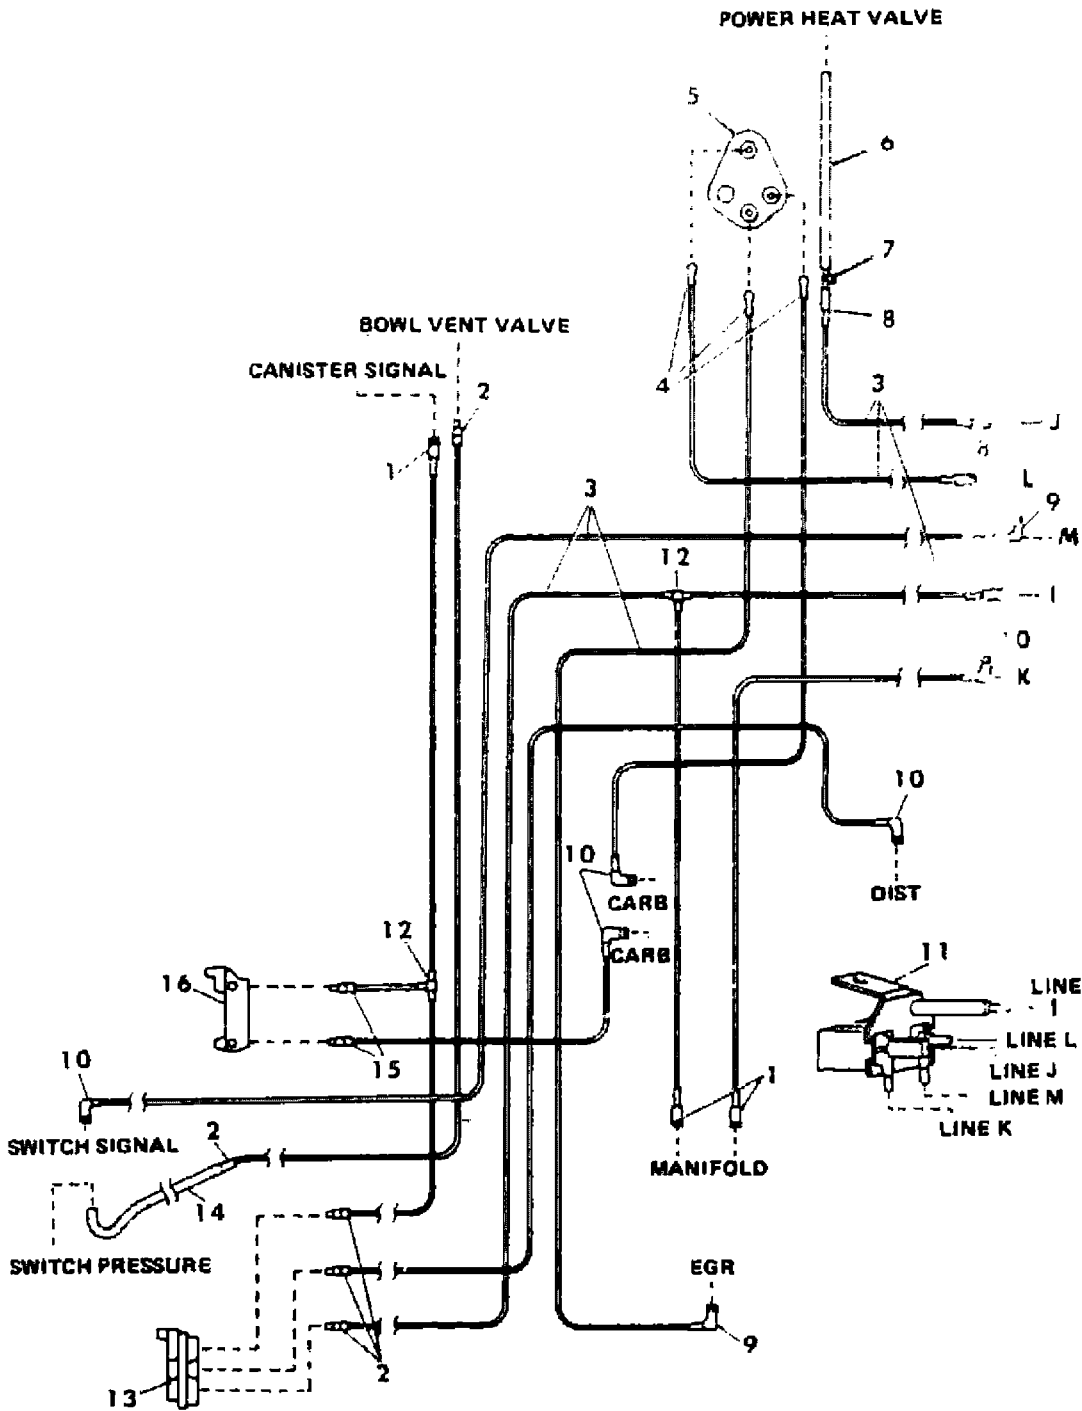 POWER HEAT VALVE
5
6
7
8
BOWL VENT VALVE
CANISTER SIGNAL
2
4
3
J
8
1
L
3
9
M
12
I
K
10
10
CARB
DIST
12
CARB
11
16
LINE
I
LINE L
15
LINE J
10
1
LINE M
LINE K
SWITCH SIGNAL
2
MANIFOLD
14
SWITCH PRESSURE
EGR
9
2
13